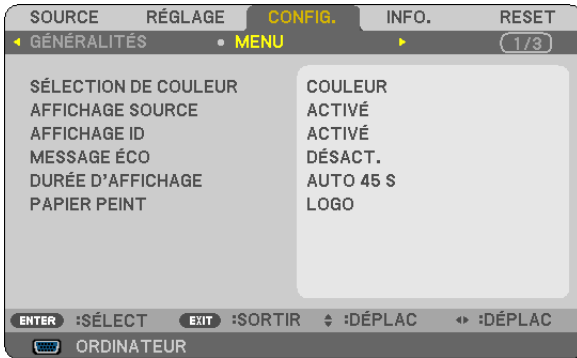 SOURCE RÉGLAGE CONFIG. INFO. RESET
GÉNÉRALITÉS • MENU 1/3
SÉLECTION DE COULEUR COULEUR
AFFICHAGE SOURCE ACTIVÉ
AFFICHAGE ID ACTIVÉ
MESSAGE ÉCO DÉSACT.
DURÉE D'AFFICHAGE AUTO 45 S
PAPIER PEINT LOGO
ENTER :SÉLECT EXIT :SORTIR :DÉPLAC :DÉPLAC
ORDINATEUR